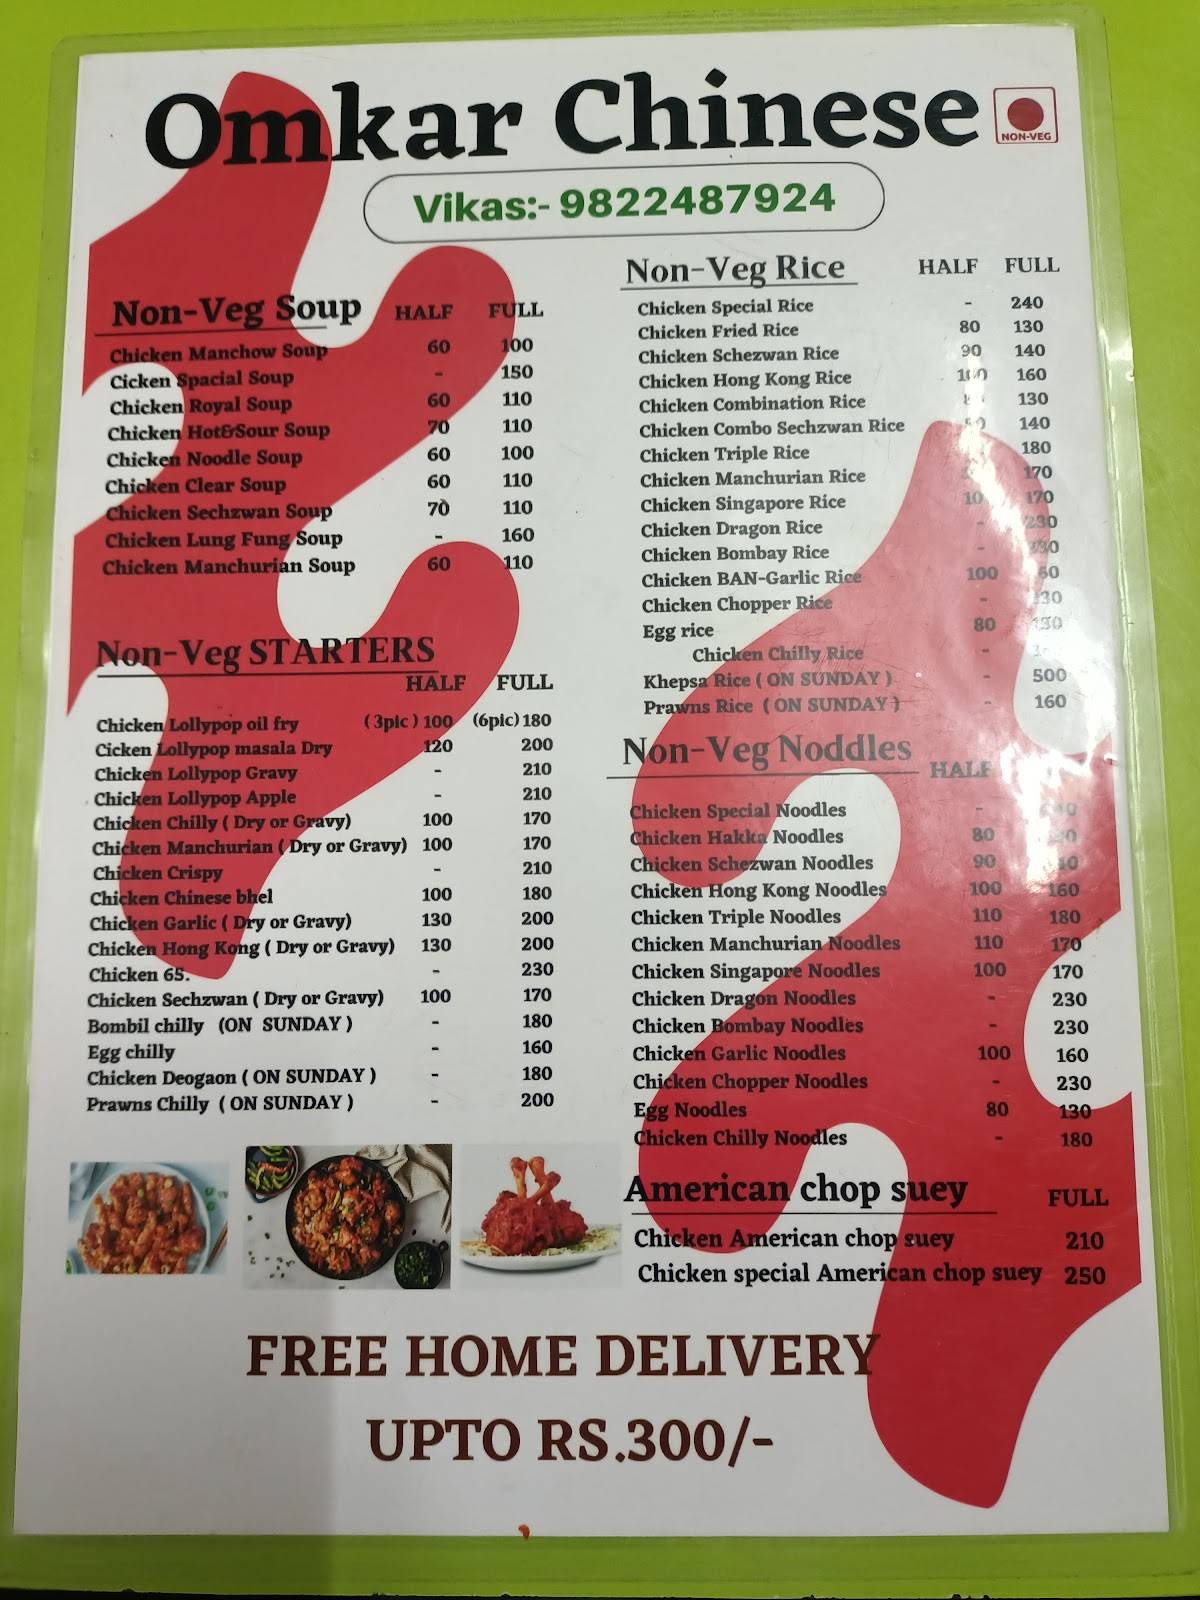 Omkar Chinese
NON-VEG
Vikas:- 9822487924
Non-Veg Soup HALF FULL
Chicken Manchow Soup 60 100
Cicken Spacial Soup - 150
Chicken Royal Soup 60 110
Chicken Hot&Sour Soup 70 110
Chicken Noodle Soup 60 100
Chicken Clear Soup 60 110
Chicken Sechzwan Soup 70 110
Chicken Lung Fung Soup - 160
Chicken Manchurian Soup 60 110
Non-Veg STARTERS
HALF FULL
Chicken Lollypop oil fry (3pic) 100 (6pic) 180
Cicken Lollypop masala Dry 120 200
Chicken Lollypop Gravy - 210
Chicken Lollypop Apple - 210
Chicken Chilly ( Dry or Gravy) 100 170
Chicken Manchurian ( Dry or Gravy) 100 170
Chicken Crispy - 210
Chicken Chinese bhel 100 180
Chicken Garlic ( Dry or Gravy) 130 200
Chicken Hong Kong ( Dry or Gravy) 130 200
Chicken 65. - 230
Chicken Sechzwan ( Dry or Gravy) 100 170
Bombil chilly (ON SUNDAY ) - 180
Egg chilly - 160
Chicken Deogaon ( ON SUNDAY ) - 180
Prawns Chilly ( ON SUNDAY ) - 200
Non-Veg Rice HALF FULL
Chicken Special Rice - 240
Chicken Fried Rice 80 130
Chicken Schezwan Rice 90 140
Chicken Hong Kong Rice 100 160
Chicken Combination Rice 130
Chicken Combo Sechzwan Rice 140
Chicken Triple Rice 180
Chicken Manchurian Rice 170
Chicken Singapore Rice 170
Chicken Dragon Rice - 230
Chicken Bombay Rice -
Chicken BAN-Garlic Rice 100
Chicken Chopper Rice -
Egg rice 80 130
Chicken Chilly Rice -
Khepsa Rice ( ON SUNDAY ) - 500
Prawns Rice ( ON SUNDAY ) - 160
Non-Veg Noddles HALF
Chicken Special Noodles -
Chicken Hakka Noodles 80
Chicken Schezwan Noodles 90
Chicken Hong Kong Noodles 100 160
Chicken Triple Noodles 110 180
Chicken Manchurian Noodles 110 170
Chicken Singapore Noodles 100 170
Chicken Dragon Noodles - 230
Chicken Bombay Noodles - 230
Chicken Garlic Noodles 100 160
Chicken Chopper Noodles - 230
Egg Noodles 80 130
Chicken Chilly Noodles - 180
American chop suey FULL
Chicken American chop suey 210
Chicken special American chop suey 250
FREE HOME DELIVERY
UPTO RS.300/-